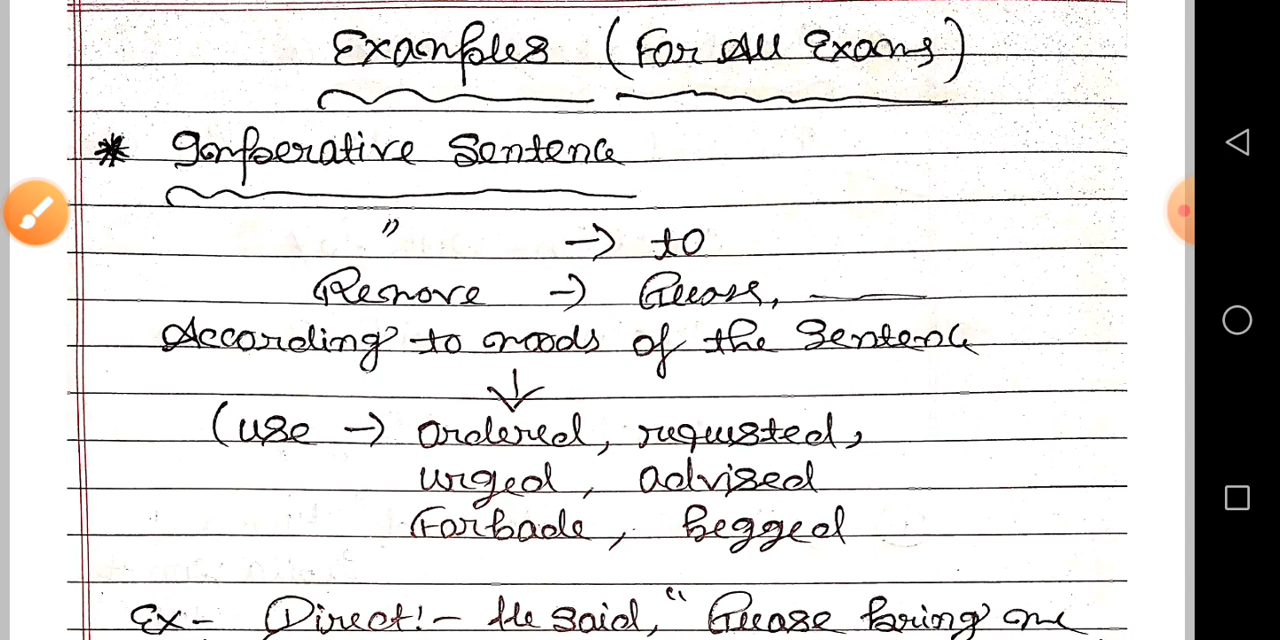 Examples (For All Exams)
* Imperative Sentence
" → to
Remove → Please, ——
According to moods of the Sentence
↓
(use → ordered, requsted,
urged, advised
Forbade, begged
Ex- Direct:- He said, "Please bring me